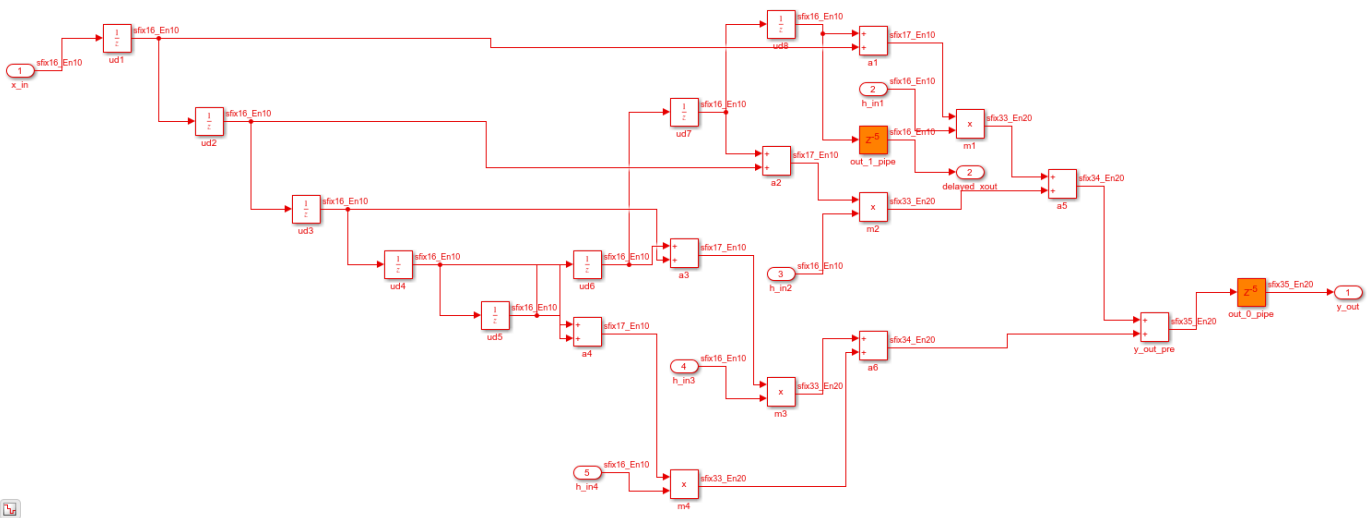 1
x_in
sfix16_En10
1
z
ud1
sfix16_En10
1
z
ud2
sfix16_En10
1
z
ud3
sfix16_En10
1
z
ud4
sfix16_En10
1
z
ud5
sfix16_En10
1
z
ud6
sfix16_En10
1
z
ud7
sfix16_En10
1
z
ud8
sfix16_En10
+
+
a1
sfix17_En10
2
h_in1
sfix16_En10
z-5
out_1_pipe
sfix16_En10
x
m1
sfix33_En20
2
delayed_xout
+
+
a2
sfix17_En10
x
m2
sfix33_En20
+
+
a5
sfix34_En20
+
+
a3
sfix17_En10
3
h_in2
sfix16_En10
+
+
a4
sfix17_En10
4
h_in3
sfix16_En10
x
m3
sfix33_En20
+
+
a6
sfix34_En20
5
h_in4
sfix16_En10
x
m4
sfix33_En20
+
+
y_out_pre
sfix35_En20
z-5
out_0_pipe
sfix35_En20
1
y_out